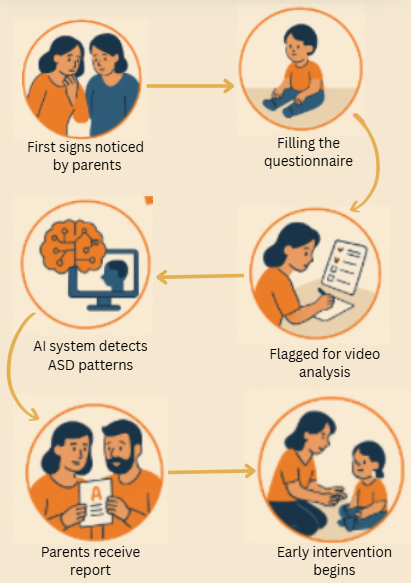 First signs noticed
by parents
Filling the
questionnaire
Flagged for video
analysis
AI system detects
ASD patterns
A
Parents receive
report
Early intervention
begins